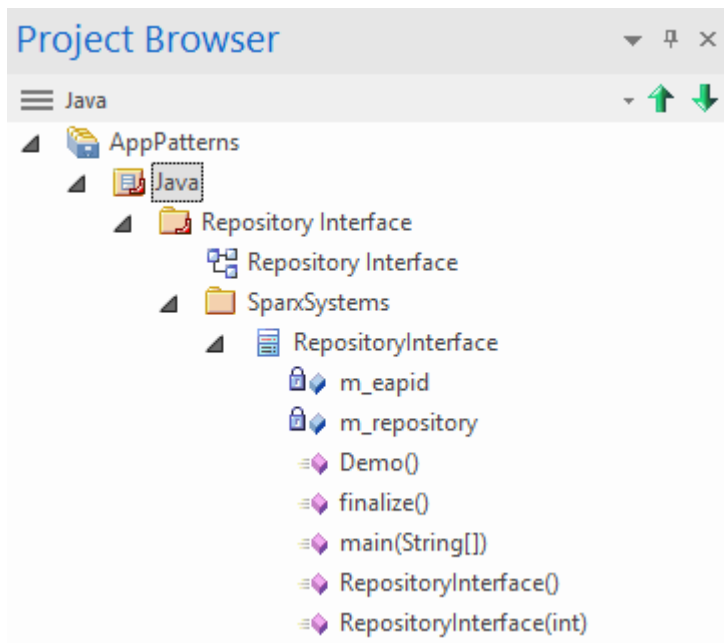 Project Browser
Java
AppPatterns
Java
Repository Interface
Repository Interface
SparxSystems
RepositoryInterface
m_eapid
m_repository
Demo()
finalize()
main(String[])
RepositoryInterface()
RepositoryInterface(int)